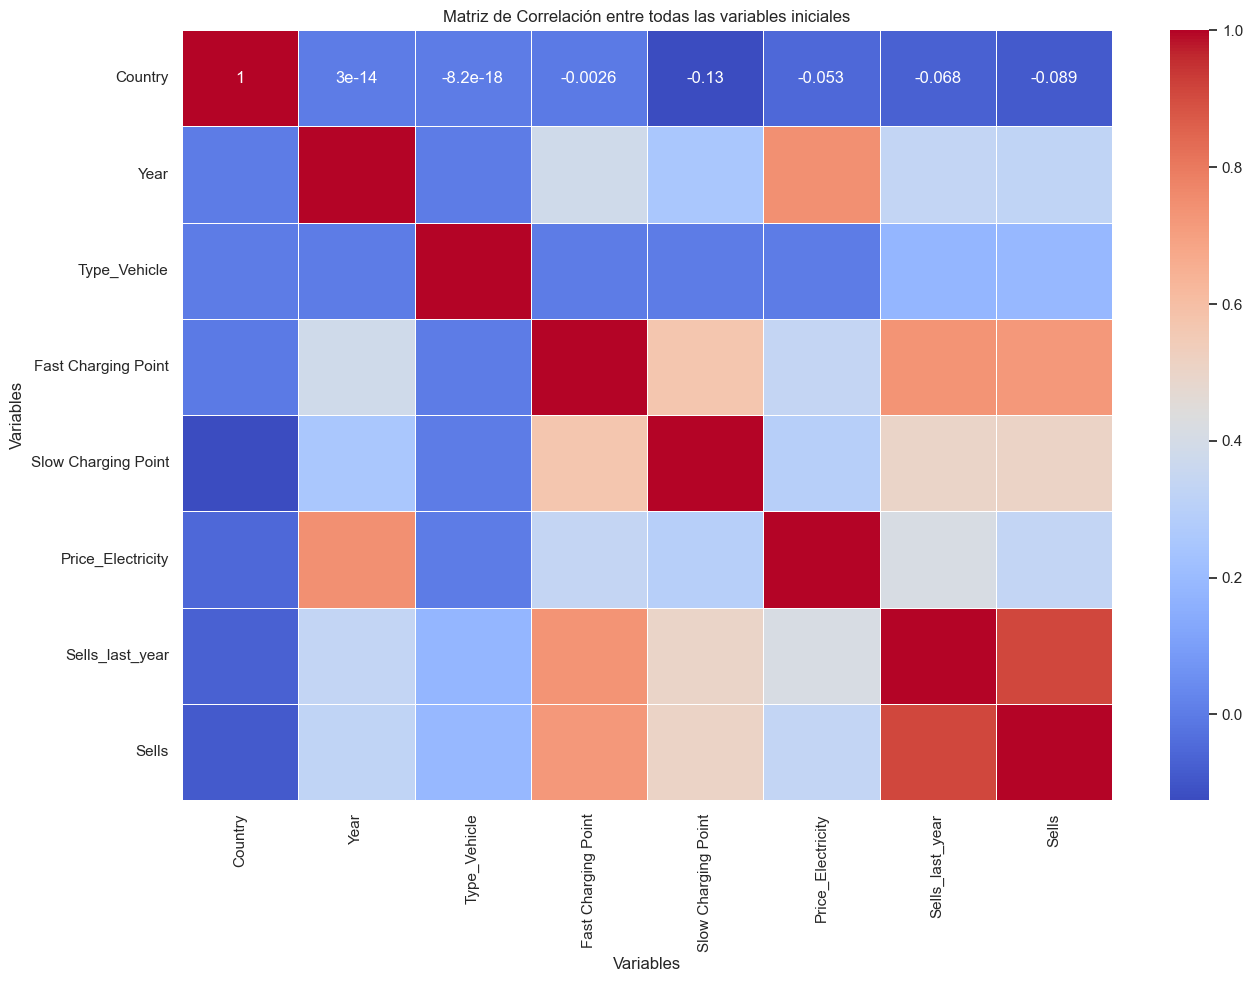 Matriz de Correlación entre todas las variables iniciales
Country
1 3e-14 -8.2e-18 -0.0026 -0.13 -0.053 -0.068 -0.089
Year
Type_Vehicle
Fast Charging Point
Slow Charging Point
Price_Electricity
Sells_last_year
Sells
Variables
Country
Year
Type_Vehicle
Fast Charging Point
Slow Charging Point
Price_Electricity
Sells_last_year
Sells
Variables
1.0
0.8
0.6
0.4
0.2
0.0